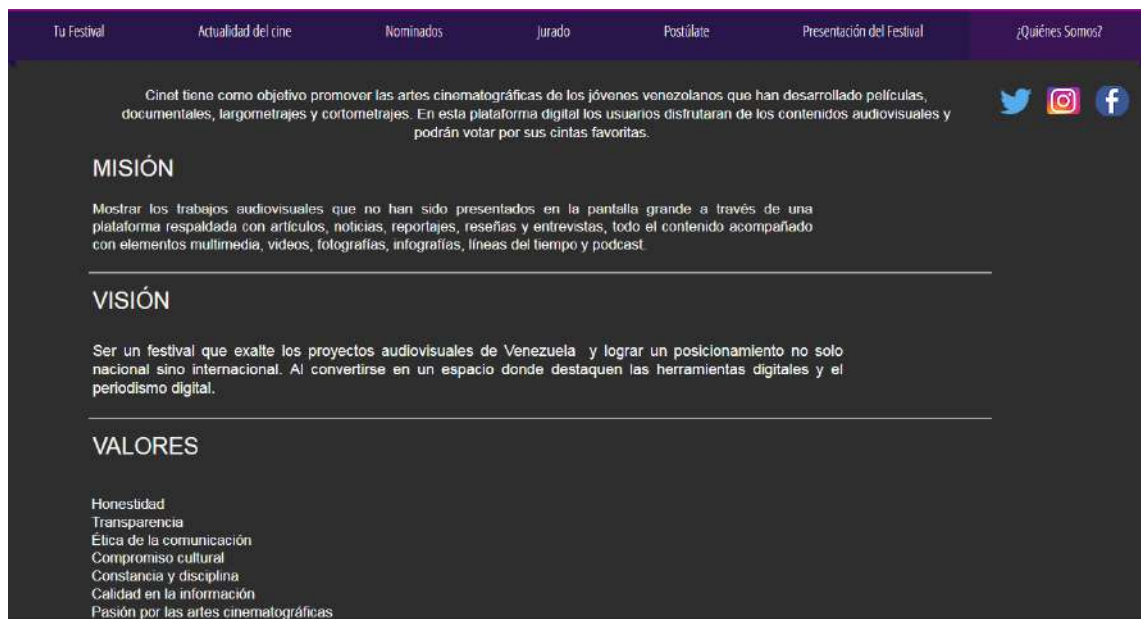 Tu Festival Actualidad del cine Nominados Jurado Postúlate Presentación del Festival ¿Quiénes Somos?
Cinet tiene como objetivo promover las artes cinematográficas de los jóvenes venezolanos que han desarrollado películas,
documentales, largometrajes y cortometrajes. En esta plataforma digital los usuarios disfrutaran de los contenidos audiovisuales y
podrán votar por sus cintas favoritas.
MISIÓN
Mostrar los trabajos audiovisuales que no han sido presentados en la pantalla grande a través de una
plataforma respaldada con artículos, noticias, reportajes, reseñas y entrevistas, todo el contenido acompañado
con elementos multimedia, videos, fotografías, infografías, líneas del tiempo y podcast.
VISIÓN
Ser un festival que exalte los proyectos audiovisuales de Venezuela y lograr un posicionamiento no solo
nacional sino internacional. Al convertirse en un espacio donde destaquen las herramientas digitales y el
periodismo digital.
VALORES
Honestidad
Transparencia
Ética de la comunicación
Compromiso cultural
Constancia y disciplina
Calidad en la información
Pasión por las artes cinematográficas